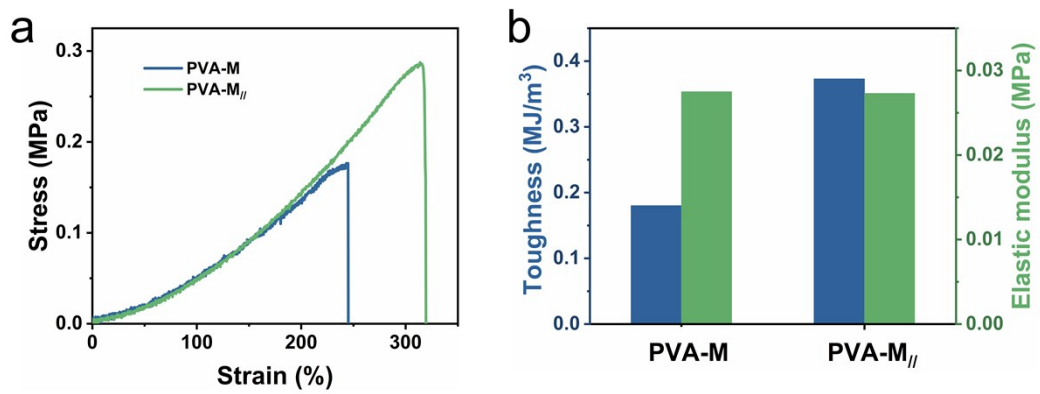 a
PVA-M
PVA-M//
Stress (MPa)
0.3
0.2
0.1
0.0
0
100
200
300
Strain (%)
b
Toughness (MJ/m³)
0.4
0.3
0.2
0.1
0.0
PVA-M
PVA-M//
0.03
0.02
0.01
0.00
Elastic modulus (MPa)